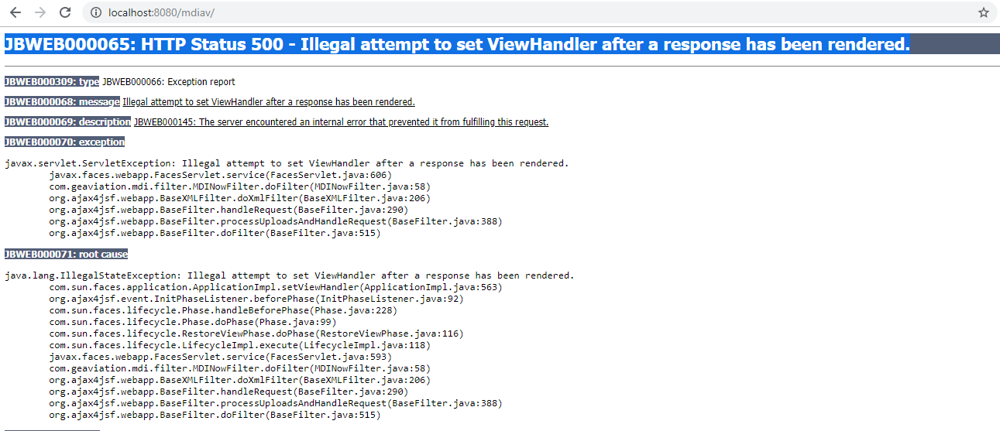 localhost:8080/mdiav/
JBWEB000065: HTTP Status 500 - Illegal attempt to set ViewHandler after a response has been rendered.
JBWEB000309: type JBWEB000066: Exception report
JBWEB000068: message Illegal attempt to set ViewHandler after a response has been rendered.
JBWEB000069: description JBWEB000145: The server encountered an internal error that prevented it from fulfilling this request.
JBWEB000070: exception
javax.servlet.ServletException: Illegal attempt to set ViewHandler after a response has been rendered.
javax.faces.webapp.FacesServlet.service(FacesServlet.java:606)
com.geaviation.mdi.filter.MDINowFilter.doFilter(MDINowFilter.java:58)
org.ajax4jsf.webapp.BaseXMLFilter.doXmlFilter(BaseXMLFilter.java:206)
org.ajax4jsf.webapp.BaseFilter.handleRequest(BaseFilter.java:290)
org.ajax4jsf.webapp.BaseFilter.processUploadsAndHandleRequest(BaseFilter.java:388)
org.ajax4jsf.webapp.BaseFilter.doFilter(BaseFilter.java:515)
JBWEB000071: root cause
java.lang.IllegalStateException: Illegal attempt to set ViewHandler after a response has been rendered.
com.sun.faces.application.ApplicationImpl.setViewHandler(ApplicationImpl.java:563)
org.ajax4jsf.event.InitPhaseListener.beforePhase(InitPhaseListener.java:92)
com.sun.faces.lifecycle.Phase.handleBeforePhase(Phase.java:228)
com.sun.faces.lifecycle.Phase.doPhase(Phase.java:99)
com.sun.faces.lifecycle.RestoreViewPhase.doPhase(RestoreViewPhase.java:116)
com.sun.faces.lifecycle.LifecycleImpl.execute(LifecycleImpl.java:118)
javax.faces.webapp.FacesServlet.service(FacesServlet.java:593)
com.geaviation.mdi.filter.MDINowFilter.doFilter(MDINowFilter.java:58)
org.ajax4jsf.webapp.BaseXMLFilter.doXmlFilter(BaseXMLFilter.java:206)
org.ajax4jsf.webapp.BaseFilter.handleRequest(BaseFilter.java:290)
org.ajax4jsf.webapp.BaseFilter.processUploadsAndHandleRequest(BaseFilter.java:388)
org.ajax4jsf.webapp.BaseFilter.doFilter(BaseFilter.java:515)